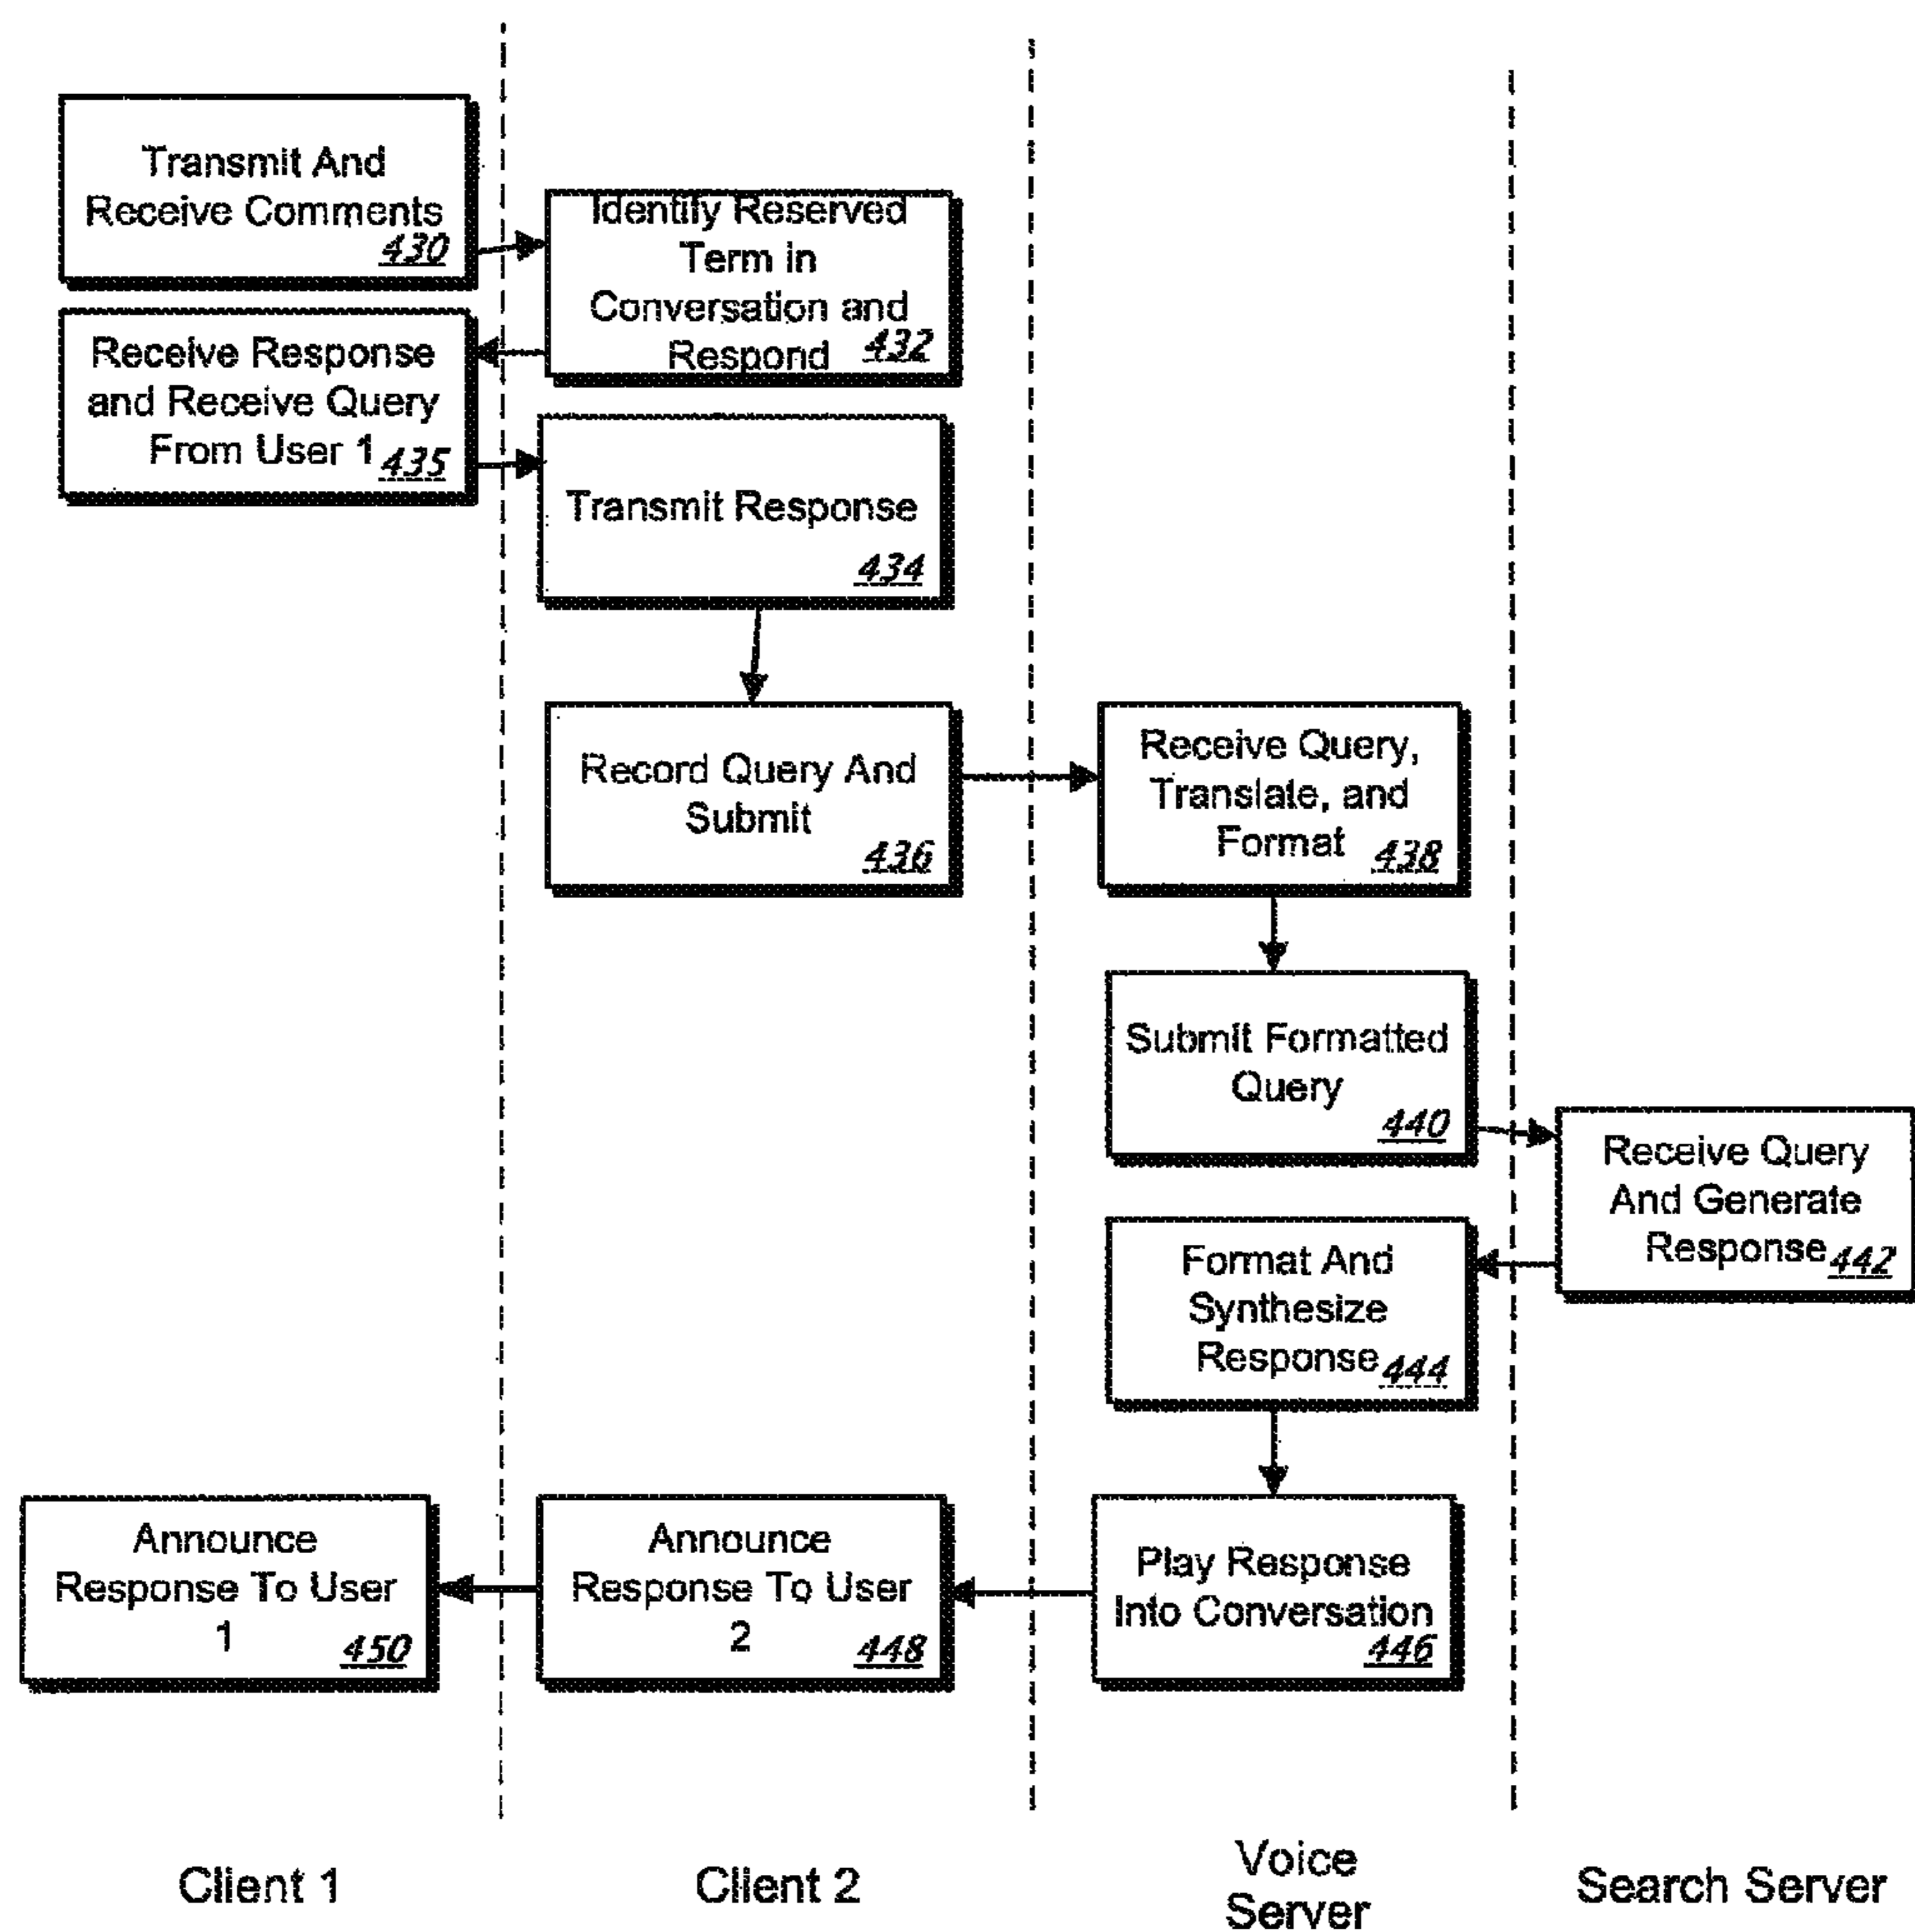 Transmit And
Receive Comments
430
Identify Reserved
Term in
Conversation and
Respond 432
Receive Response
and Receive Query
From User 1 435
Transmit Response
434
Record Query And
Submit
436
Receive Query,
Translate, and
Format 438
Submit Formatted
Query
440
Receive Query
And Generate
Response 442
Format And
Synthesize
Response 444
Play Response
Into Conversation
446
Announce
Response To User
2 448
Announce
Response To User
1 450
Client 1
Client 2
Voice
Server
Search Server